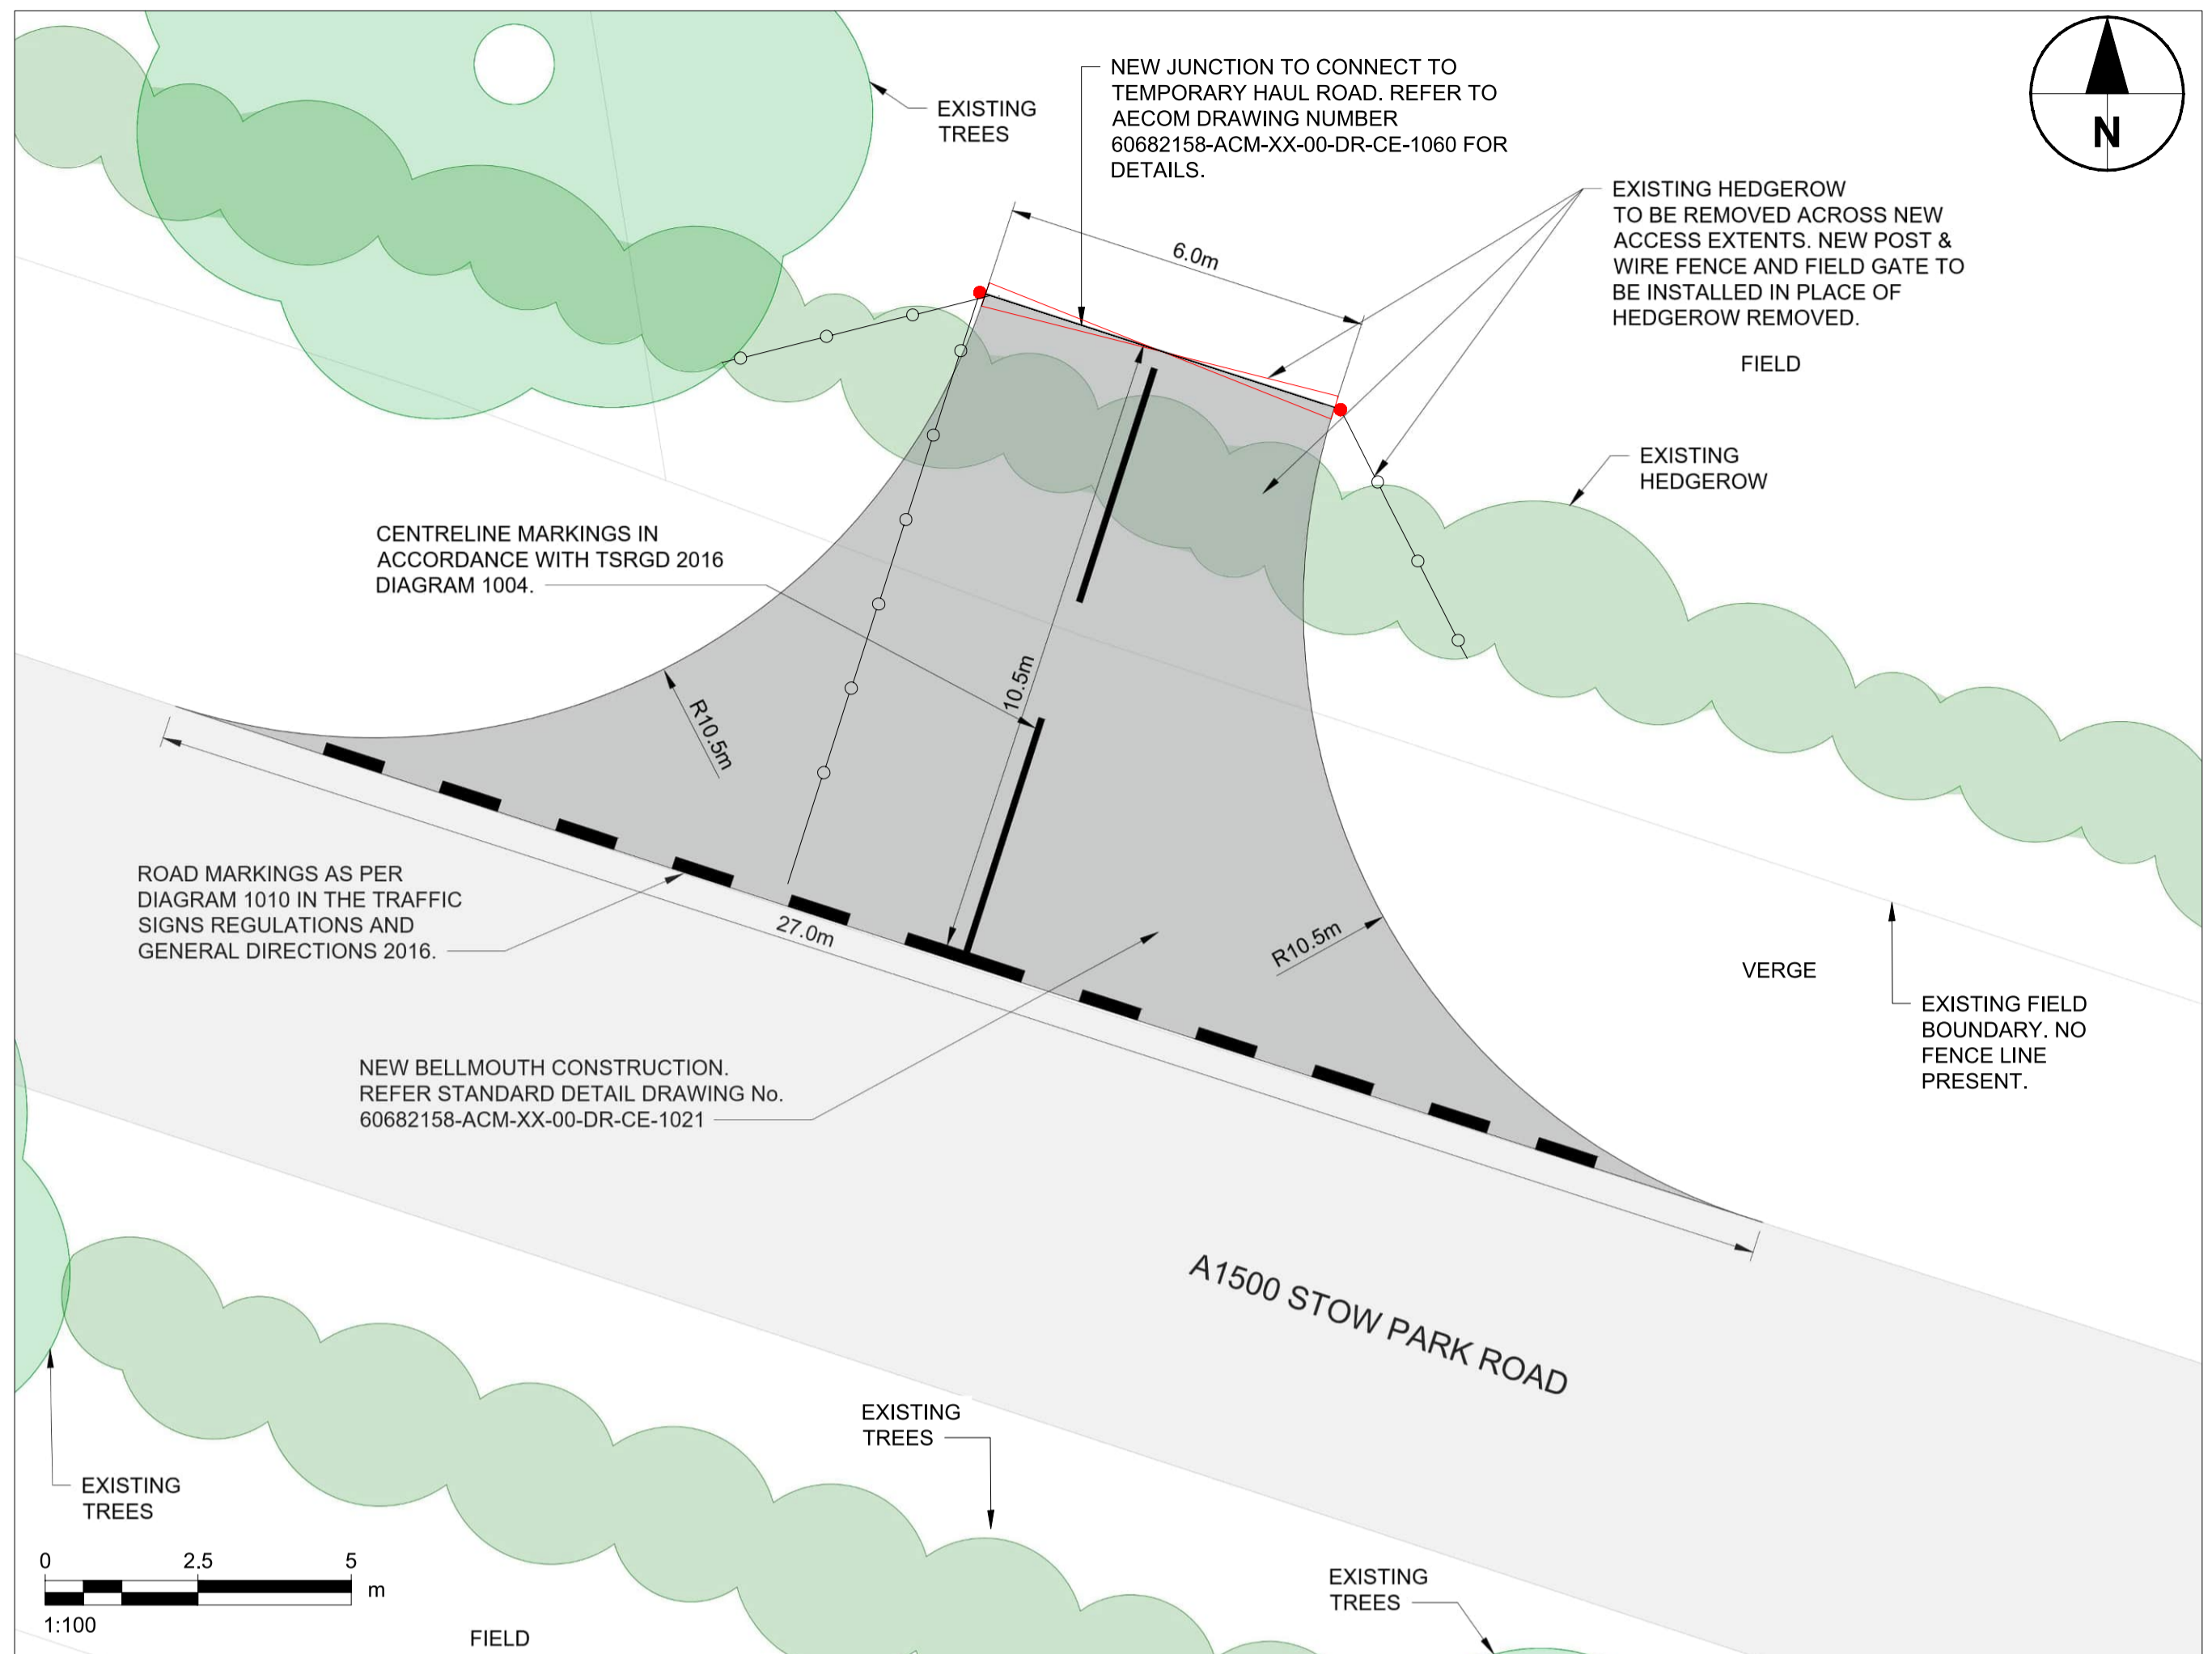 EXISTING
TREES
NEW JUNCTION TO CONNECT TO
TEMPORARY HAUL ROAD. REFER TO
AECOM DRAWING NUMBER
60682158-ACM-XX-00-DR-CE-1060 FOR
DETAILS.
N
EXISTING HEDGEROW
TO BE REMOVED ACROSS NEW
ACCESS EXTENTS. NEW POST &
WIRE FENCE AND FIELD GATE TO
BE INSTALLED IN PLACE OF
HEDGEROW REMOVED.
6.0m
FIELD
EXISTING
HEDGEROW
CENTRELINE MARKINGS IN
ACCORDANCE WITH TSRGD 2016
DIAGRAM 1004.
10.5m
R10.5m
ROAD MARKINGS AS PER
DIAGRAM 1010 IN THE TRAFFIC
SIGNS REGULATIONS AND
GENERAL DIRECTIONS 2016.
27.0m
R10.5m
VERGE
EXISTING FIELD
BOUNDARY. NO
FENCE LINE
PRESENT.
NEW BELLMOUTH CONSTRUCTION.
REFER STANDARD DETAIL DRAWING No.
60682158-ACM-XX-00-DR-CE-1021
A1500 STOW PARK ROAD
EXISTING
TREES
EXISTING
TREES
EXISTING
TREES
0 2.5 5
m
1:100
FIELD